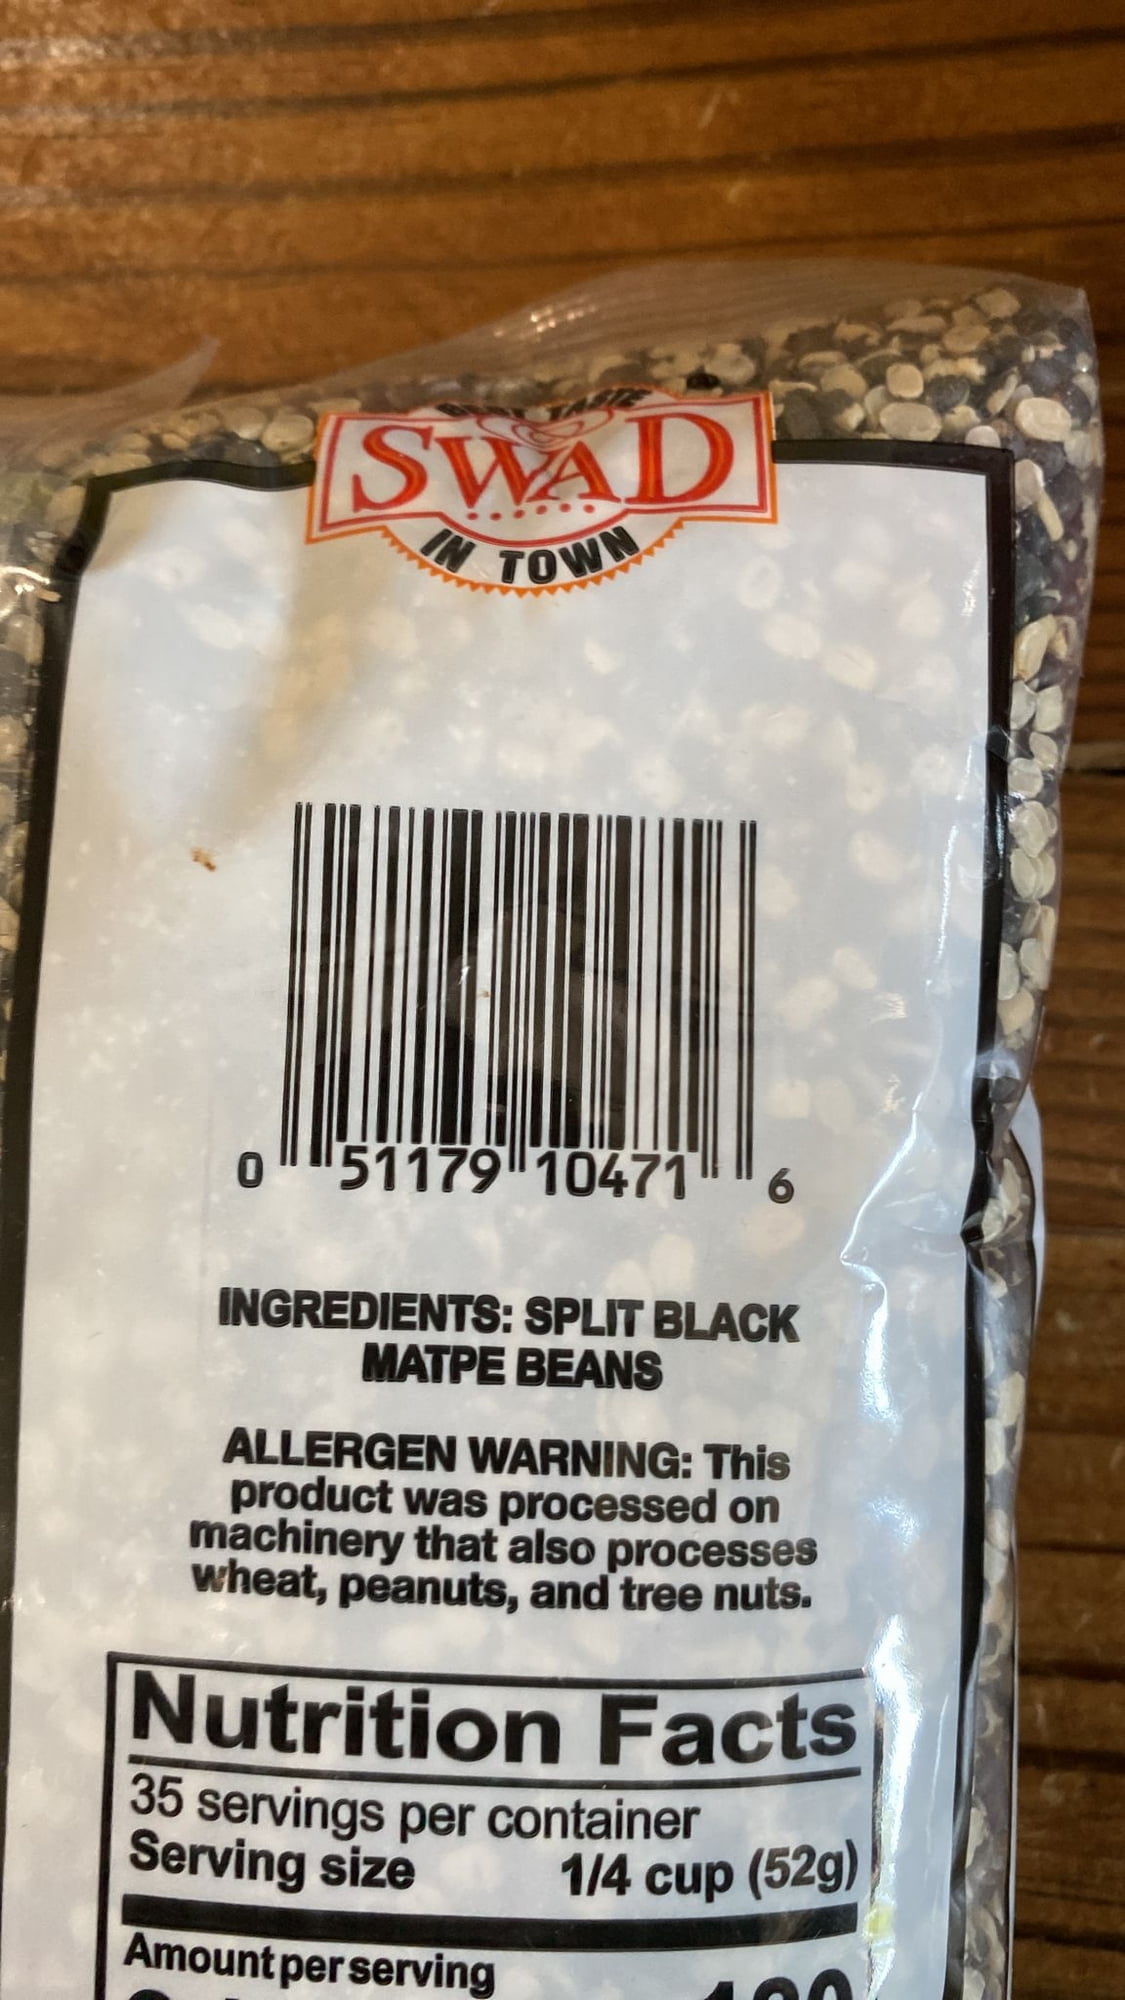 BEST TASTE
SWAD
IN TOWN
0 51179 10471 6
INGREDIENTS: SPLIT BLACK
MATPE BEANS
ALLERGEN WARNING: This
product was processed on
machinery that also processes
wheat, peanuts, and tree nuts.
Nutrition Facts
35 servings per container
Serving size 1/4 cup (52g)
Amount per serving